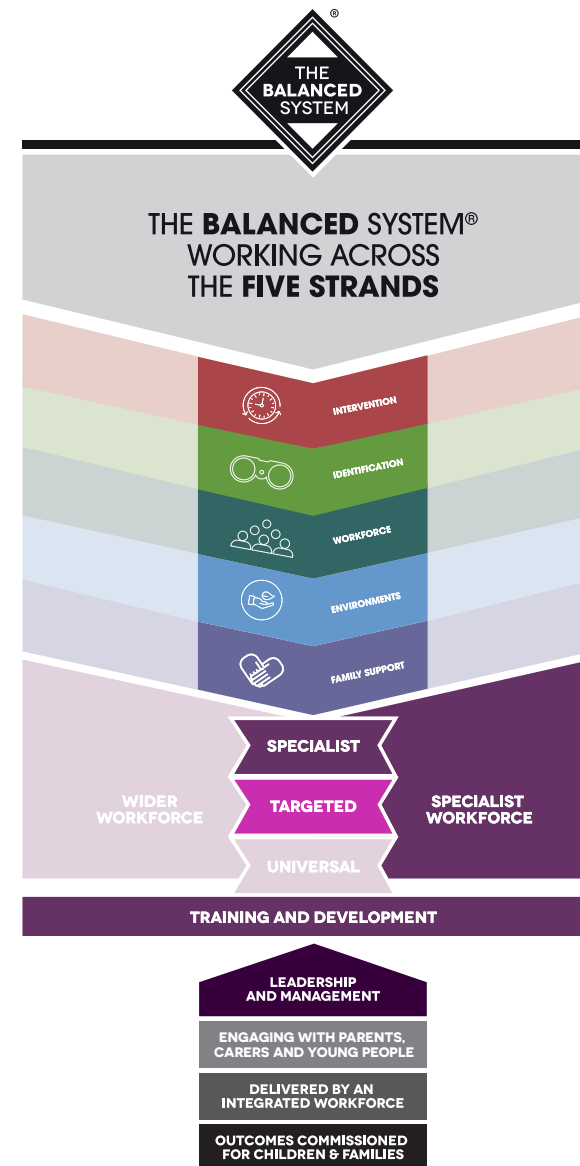 ®
THE
BALANCED
SYSTEM
THE BALANCED SYSTEM®
WORKING ACROSS
THE FIVE STRANDS
INTERVENTION
IDENTIFICATION
WORKFORCE
ENVIRONMENTS
FAMILY SUPPORT
SPECIALIST
WIDER
WORKFORCE
TARGETED
SPECIALIST
WORKFORCE
UNIVERSAL
TRAINING AND DEVELOPMENT
LEADERSHIP
AND MANAGEMENT
ENGAGING WITH PARENTS,
CARERS AND YOUNG PEOPLE
DELIVERED BY AN
INTEGRATED WORKFORCE
OUTCOMES COMMISSIONED
FOR CHILDREN & FAMILIES